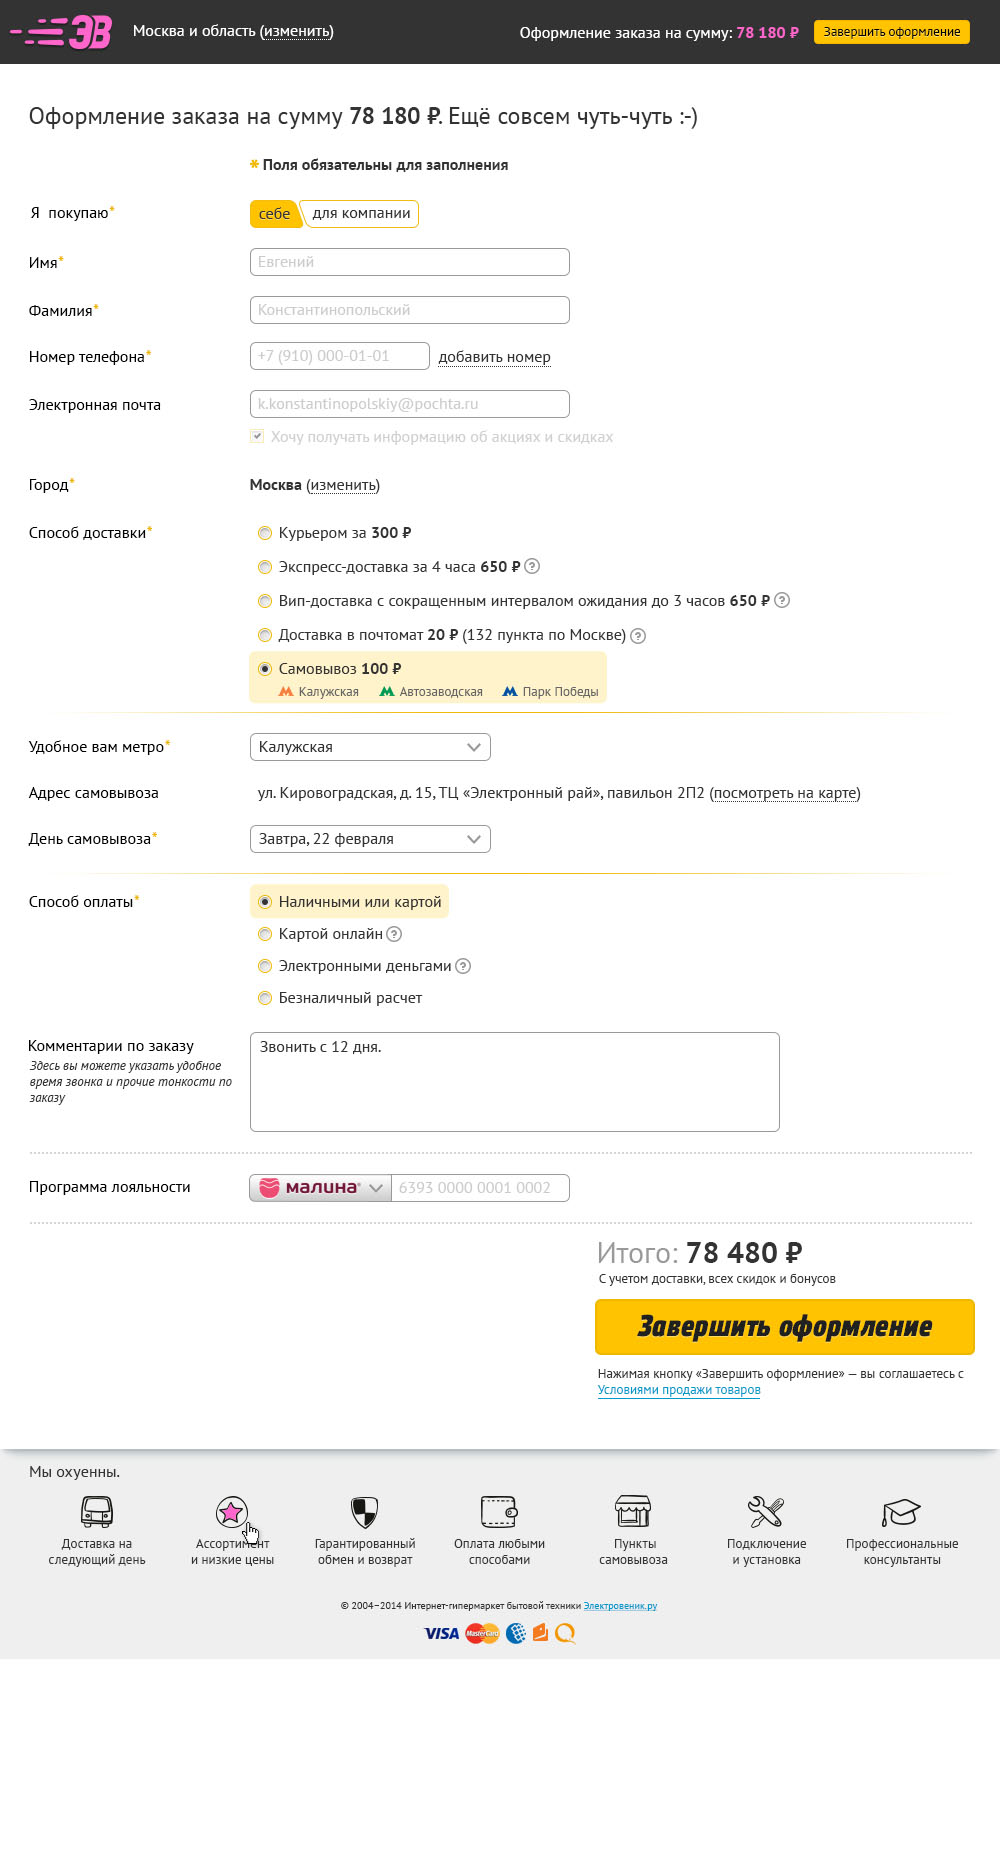 ЭВ Москва и область (изменить) Оформление заказа на сумму: 78 180 ₽ Завершить оформление
Оформление заказа на сумму 78 180 ₽. Ещё совсем чуть-чуть :-)
* Поля обязательны для заполнения
Я покупаю* себе для компании
Имя* Евгений
Фамилия* Константинопольский
Номер телефона* +7 (910) 000-01-01 добавить номер
Электронная почта k.konstantinopolskiy@pochta.ru
Хочу получать информацию об акциях и скидках
Город* Москва (изменить)
Способ доставки* Курьером за 300 ₽
Экспресс-доставка за 4 часа 650 ₽ ?
Вип-доставка с сокращенным интервалом ожидания до 3 часов 650 ₽ ?
Доставка в почтомат 20 ₽ (132 пункта по Москве) ?
Самовывоз 100 ₽
Калужская Автозаводская Парк Победы
Удобное вам метро* Калужская
Адрес самовывоза ул. Кировоградская, д. 15, ТЦ «Электронный рай», павильон 2П2 (посмотреть на карте)
День самовывоза* Завтра, 22 февраля
Способ оплаты* Наличными или картой
Картой онлайн ?
Электронными деньгами ?
Безналичный расчет
Комментарии по заказу Звонить с 12 дня.
Здесь вы можете указать удобное
время звонка и прочие тонкости по
заказу
Программа лояльности малина® 6393 0000 0001 0002
Итого: 78 480 ₽
С учетом доставки, всех скидок и бонусов
Завершить оформление
Нажимая кнопку «Завершить оформление» — вы соглашаетесь с
Условиями продажи товаров
Мы охуенны.
Доставка на
следующий день
Ассортимент
и низкие цены
Гарантированный
обмен и возврат
Оплата любыми
способами
Пункты
самовывоза
Подключение
и установка
Профессиональные
консультанты
© 2004–2014 Интернет-гипермаркет бытовой техники Электровеник.ру
VISA MasterCard